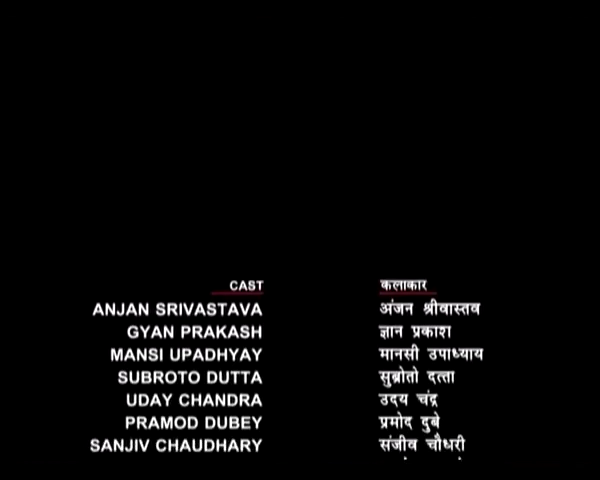 CAST कलाकार
ANJAN SRIVASTAVA अंजन श्रीवास्तव
GYAN PRAKASH ज्ञान प्रकाश
MANSI UPADHYAY मानसी उपाध्याय
SUBROTO DUTTA सुब्रोतो दत्ता
UDAY CHANDRA उदय चंद्र
PRAMOD DUBEY प्रमोद दुबे
SANJIV CHAUDHARY संजीव चौधरी